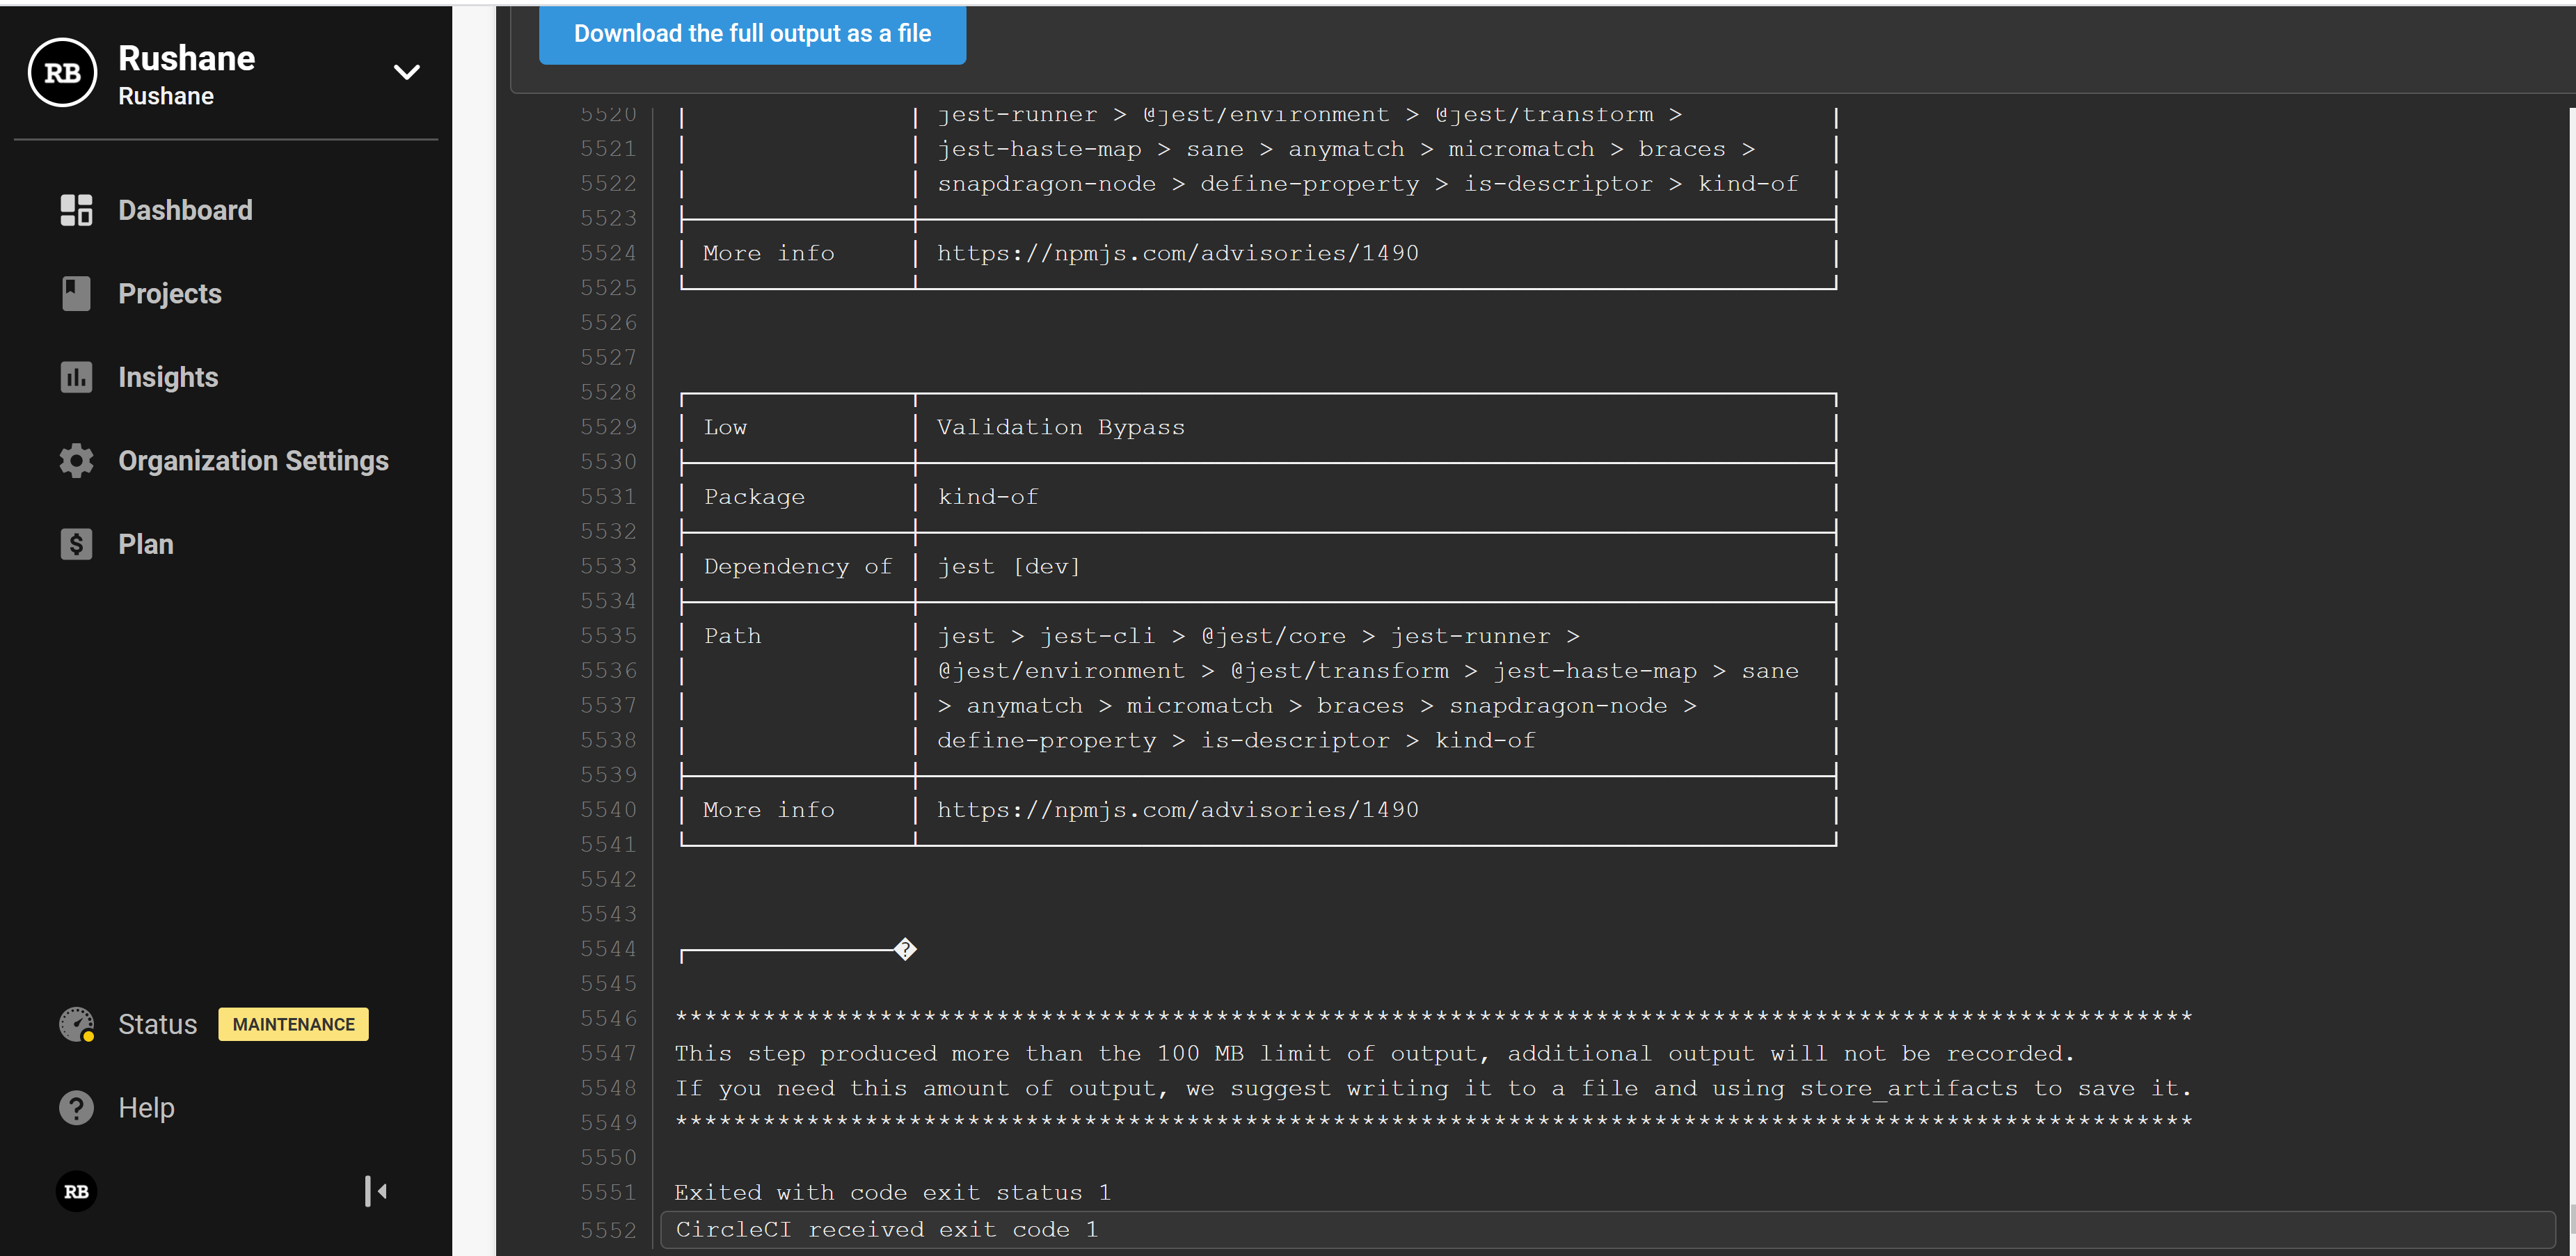 RB
Rushane
Rushane
Dashboard
Projects
Insights
Organization Settings
Plan
Status MAINTENANCE
Help
RB
Download the full output as a file
5520 jest-runner > @jest/environment > @jest/transform >
5521 jest-haste-map > sane > anymatch > micromatch > braces >
5522 snapdragon-node > define-property > is-descriptor > kind-of
5523
5524 More info https://npmjs.com/advisories/1490
5525
5526
5527
5528
5529 Low Validation Bypass
5530
5531 Package kind-of
5532
5533 Dependency of jest [dev]
5534
5535 Path jest > jest-cli > @jest/core > jest-runner >
5536 @jest/environment > @jest/transform > jest-haste-map > sane
5537 > anymatch > micromatch > braces > snapdragon-node >
5538 define-property > is-descriptor > kind-of
5539
5540 More info https://npmjs.com/advisories/1490
5541
5542
5543
5544 �
5545
5546 ********************************************************************************************************
5547 This step produced more than the 100 MB limit of output, additional output will not be recorded.
5548 If you need this amount of output, we suggest writing it to a file and using store_artifacts to save it.
5549 ********************************************************************************************************
5550
5551 Exited with code exit status 1
5552 CircleCI received exit code 1